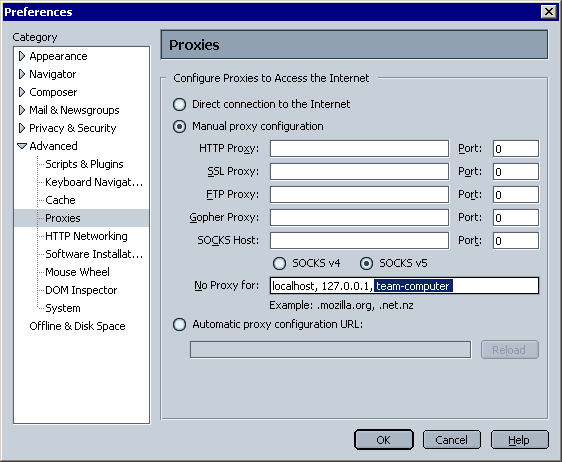 Preferences
Category
Appearance
Navigator
Composer
Mail & Newsgroups
Privacy & Security
Advanced
Scripts & Plugins
Keyboard Navigat...
Cache
Proxies
HTTP Networking
Software Installat...
Mouse Wheel
DOM Inspector
System
Offline & Disk Space
Proxies
Configure Proxies to Access the Internet
Direct connection to the Internet
Manual proxy configuration
HTTP Proxy: Port: 0
SSL Proxy: Port: 0
FTP Proxy: Port: 0
Gopher Proxy: Port: 0
SOCKS Host: Port: 0
SOCKS v4 SOCKS v5
No Proxy for: localhost, 127.0.0.1, team-computer
Example: .mozilla.org, .net.nz
Automatic proxy configuration URL:
Reload
OK Cancel Help